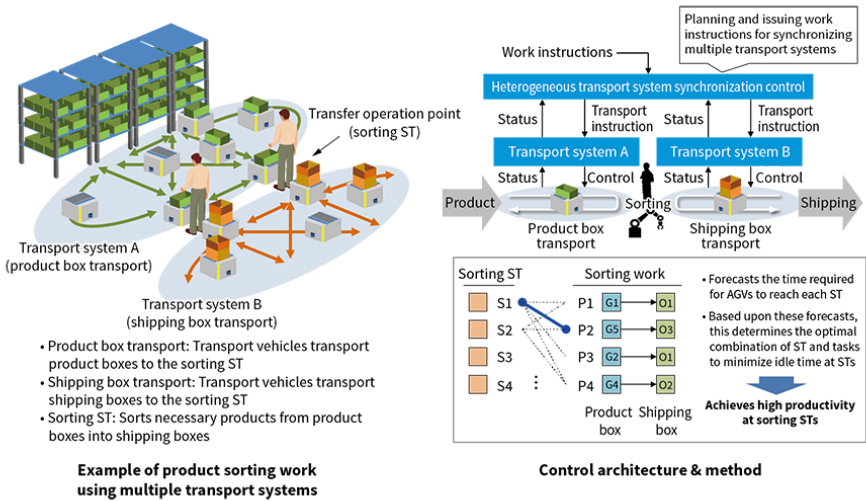 Transfer operation point
(sorting ST)
Transport system A
(product box transport)
Transport system B
(shipping box transport)
• Product box transport: Transport vehicles transport
product boxes to the sorting ST
• Shipping box transport: Transport vehicles transport
shipping boxes to the sorting ST
• Sorting ST: Sorts necessary products from product
boxes into shipping boxes
Example of product sorting work
using multiple transport systems
Planning and issuing work
instructions for synchronizing
multiple transport systems
Work instructions
Heterogeneous transport system synchronization control
Status
Transport
instruction
Status
Transport
instruction
Transport system A
Transport system B
Status
Control
Status
Control
Product
Sorting
Shipping
Product box
transport
Shipping box
transport
Sorting ST
Sorting work
S1
P1
G1
O1
S2
P2
G5
O3
S3
P3
G2
O1
S4
P4
G4
O2
Product
box
Shipping
box
• Forecasts the time required
for AGVs to reach each ST
• Based upon these forecasts,
this determines the optimal
combination of ST and tasks
to minimize idle time at STs
Achieves high productivity
at sorting STs
Control architecture & method